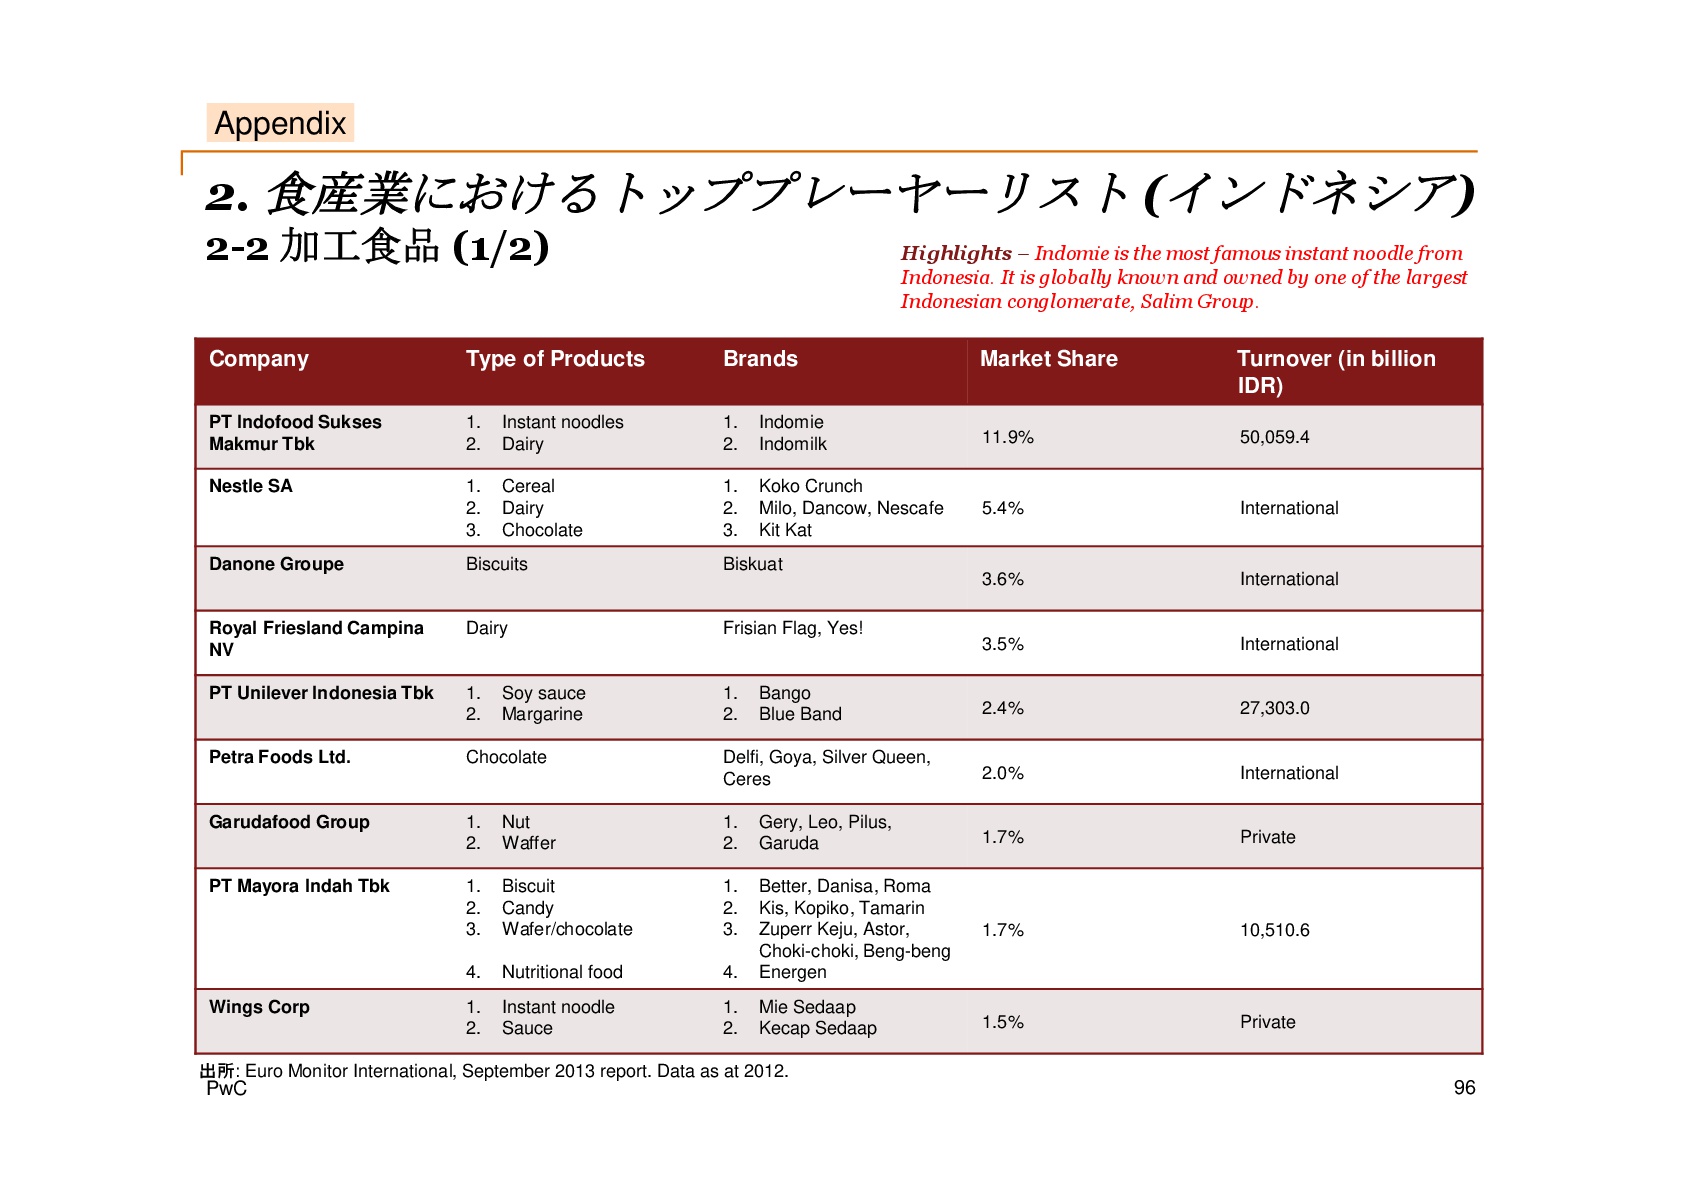 Appendix
2. 食産業におけるトッププレーヤーリスト(インドネシア)
2-2 加工食品 (1/2)
Highlights – Indomie is the most famous instant noodle from
Indonesia. It is globally known and owned by one of the largest
Indonesian conglomerate, Salim Group.
Company Type of Products Brands Market Share Turnover (in billion
IDR)
PT Indofood Sukses
Makmur Tbk
1. Instant noodles
2. Dairy
1. Indomie
2. Indomilk
11.9%
50,059.4
Nestle SA
1. Cereal
2. Dairy
3. Chocolate
1. Koko Crunch
2. Milo, Dancow, Nescafe
3. Kit Kat
5.4%
International
Danone Groupe
Biscuits
Biskuat
3.6%
International
Royal Friesland Campina
NV
Dairy
Frisian Flag, Yes!
3.5%
International
PT Unilever Indonesia Tbk
1. Soy sauce
2. Margarine
1. Bango
2. Blue Band
2.4%
27,303.0
Petra Foods Ltd.
Chocolate
Delfi, Goya, Silver Queen,
Ceres
2.0%
International
Garudafood Group
1. Nut
2. Waffer
1. Gery, Leo, Pilus,
2. Garuda
1.7%
Private
PT Mayora Indah Tbk
1. Biscuit
2. Candy
3. Wafer/chocolate
4. Nutritional food
1. Better, Danisa, Roma
2. Kis, Kopiko, Tamarin
3. Zuperr Keju, Astor,
Choki-choki, Beng-beng
4. Energen
1.7%
10,510.6
Wings Corp
1. Instant noodle
2. Sauce
1. Mie Sedaap
2. Kecap Sedaap
1.5%
Private
出所: Euro Monitor International, September 2013 report. Data as at 2012.
PwC
96